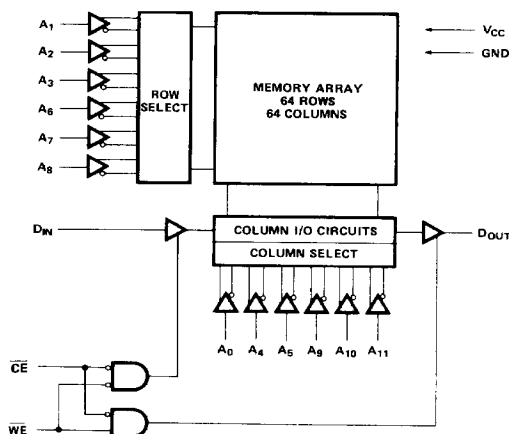 A1
A2
A3
A6
A7
A8
ROW
SELECT
MEMORY ARRAY
64 ROWS
64 COLUMNS
VCC
GND
DIN
COLUMN I/O CIRCUITS
COLUMN SELECT
DOUT
A0 A4 A5 A9 A10 A11
CE
WE